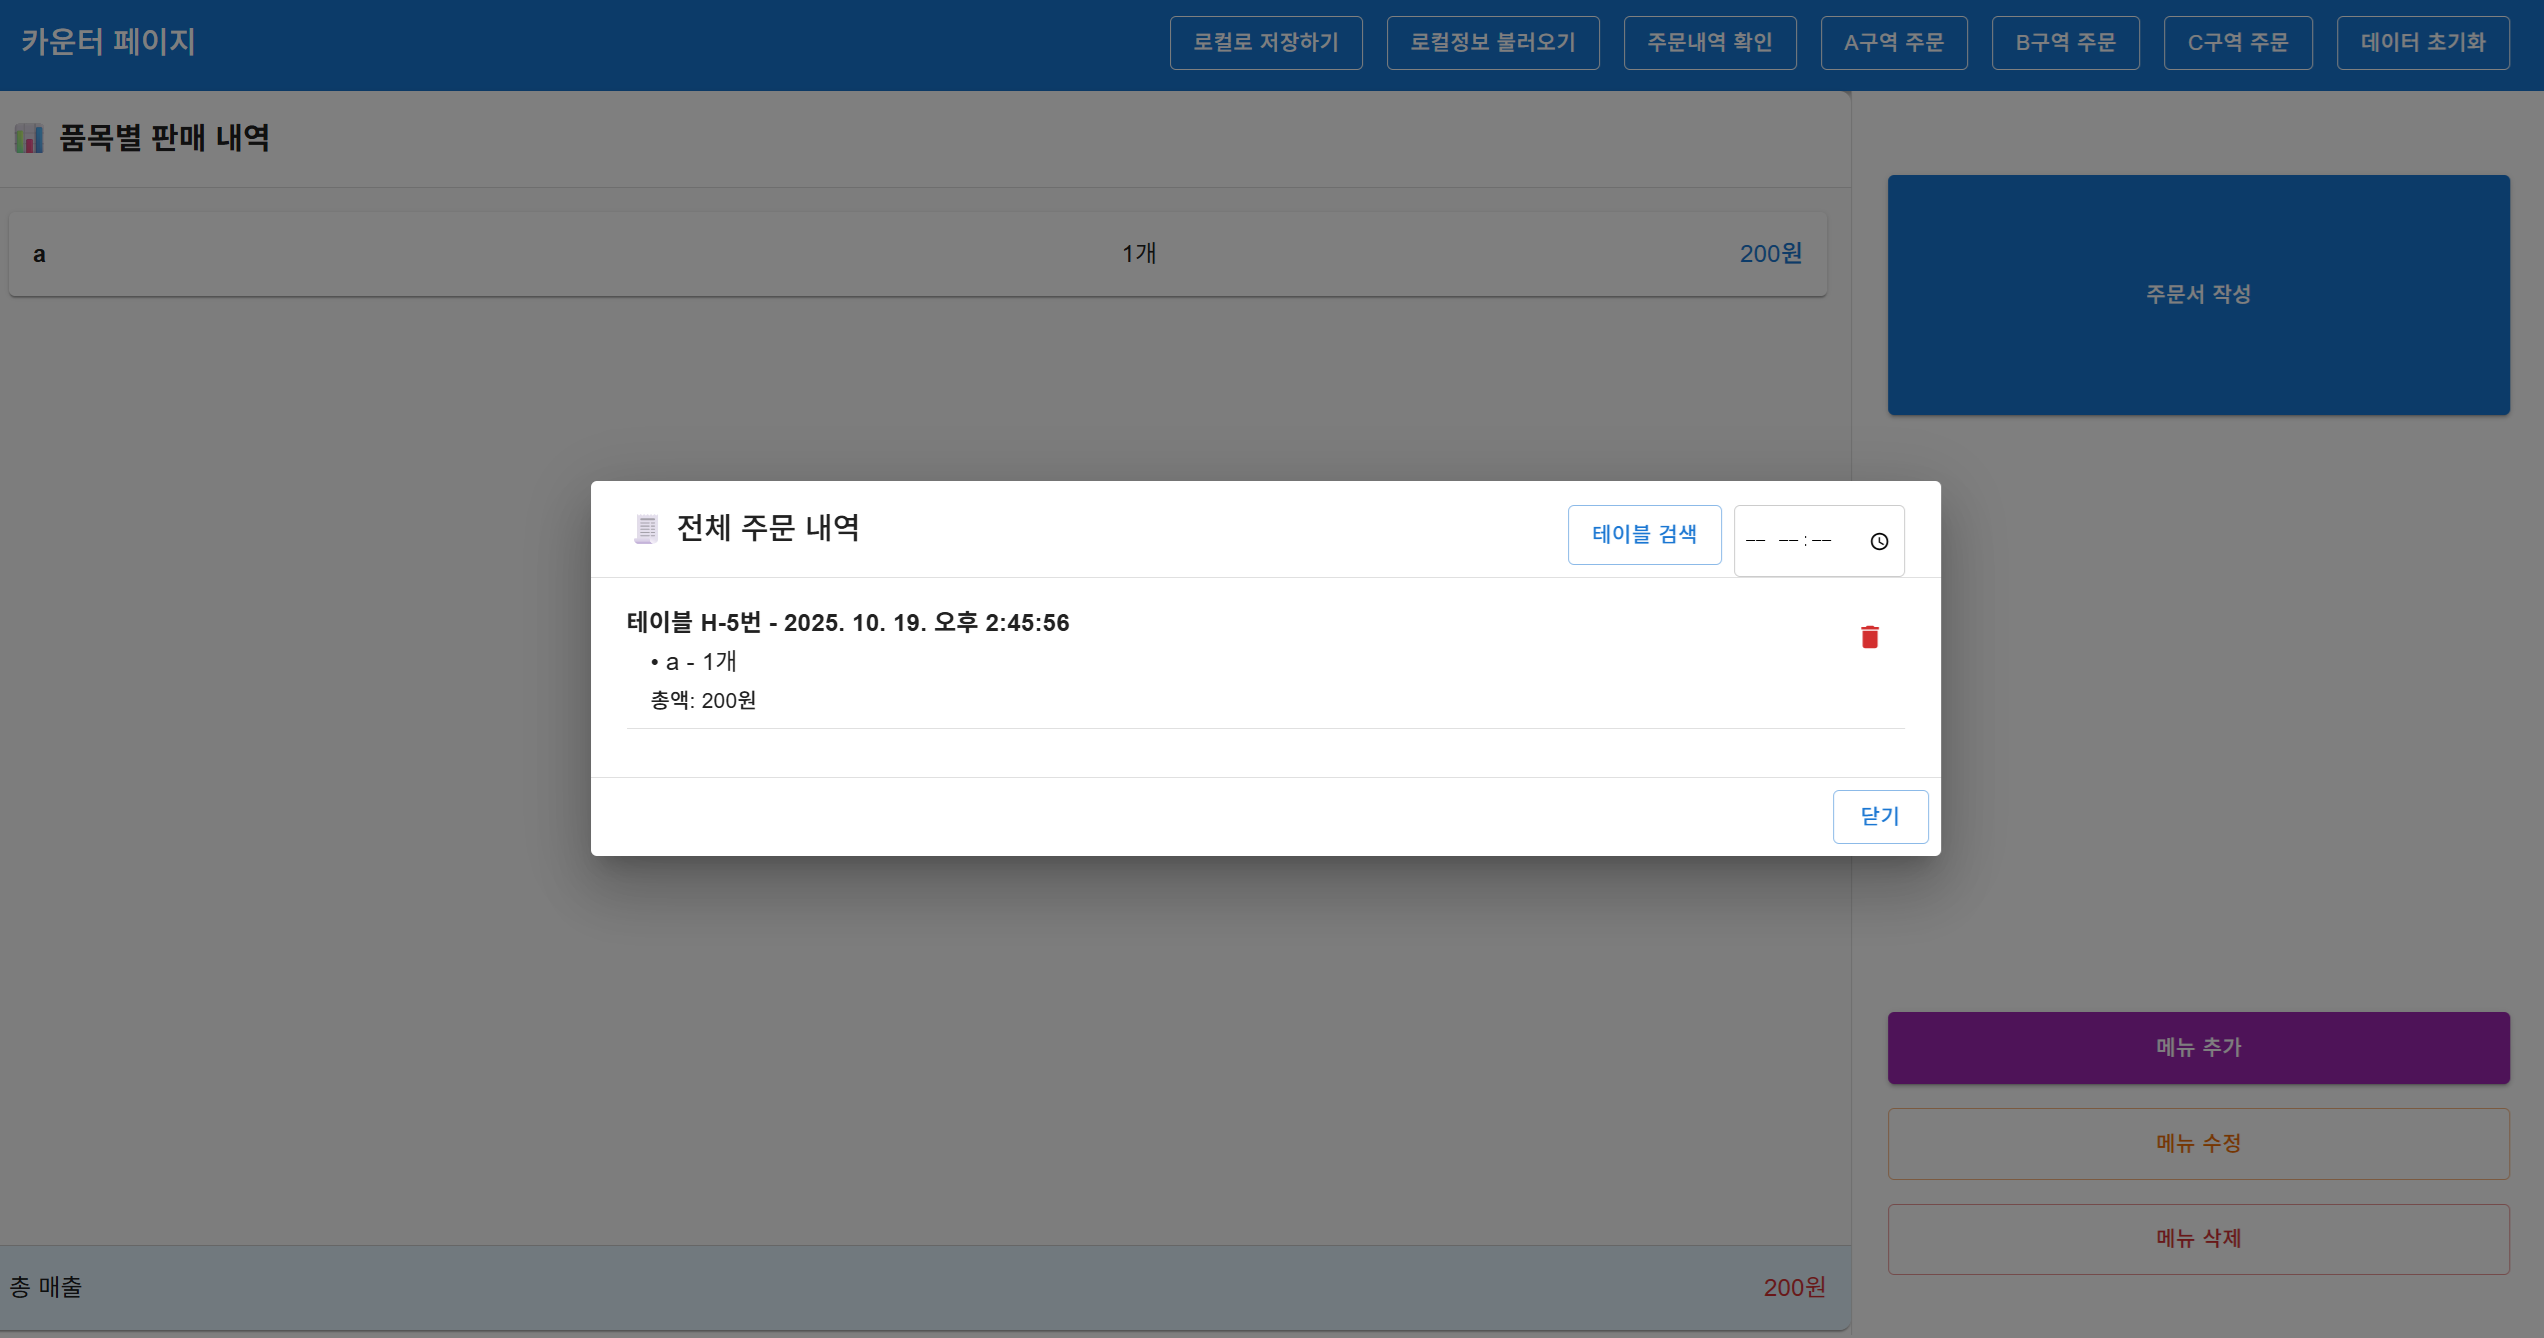 카운터 페이지
로컬로 저장하기
로컬정보 불러오기
주문내역 확인
A구역 주문
B구역 주문
C구역 주문
데이터 초기화
품목별 판매 내역
a 1개 200원
주문서 작성
전체 주문 내역
테이블 검색
-- --:--
테이블 H-5번 - 2025. 10. 19. 오후 2:45:56
• a - 1개
총액: 200원
닫기
메뉴 추가
메뉴 수정
메뉴 삭제
총 매출 200원